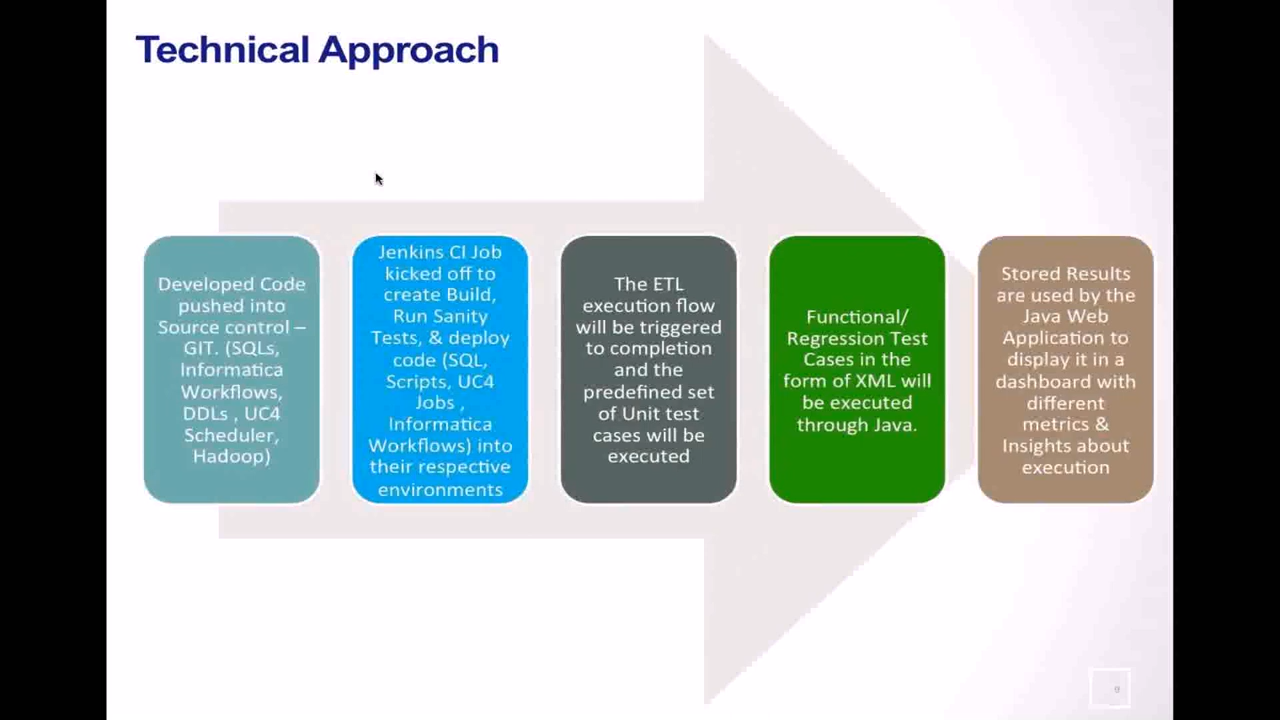 Technical Approach
Developed Code
pushed into
Source control –
GIT. (SQLs,
Informatica
Workflows,
DDLs , UC4
Scheduler,
Hadoop)
Jenkins CI Job
kicked off to
create Build,
Run Sanity
Tests, & deploy
code (SQL,
Scripts, UC4
Jobs ,
Informatica
Workflows) into
their respective
environments
The ETL
execution flow
will be triggered
to completion
and the
predefined set
of Unit test
cases will be
executed
Functional/
Regression Test
Cases in the
form of XML will
be executed
through Java.
Stored Results
are used by the
Java Web
Application to
display it in a
dashboard with
different
metrics &
Insights about
execution
9